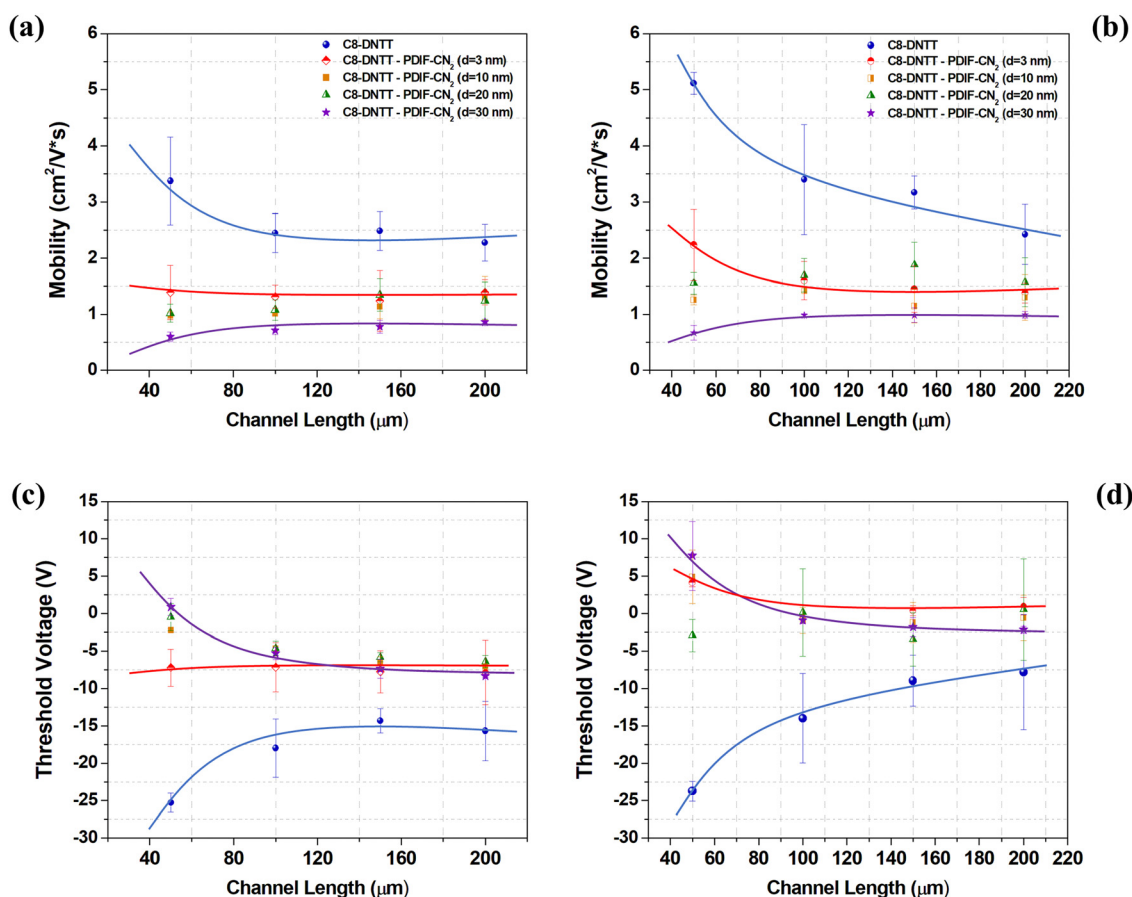 (a)
6
5
4
3
2
1
0
Mobility (cm²/V*s)
C8-DNTT
C8-DNTT - PDIF-CN₂ (d=3 nm)
C8-DNTT - PDIF-CN₂ (d=10 nm)
C8-DNTT - PDIF-CN₂ (d=20 nm)
C8-DNTT - PDIF-CN₂ (d=30 nm)
40 80 120 160 200
Channel Length (μm)
(b)
6
5
4
3
2
1
0
Mobility (cm²/V*s)
C8-DNTT
C8-DNTT - PDIF-CN₂ (d=3 nm)
C8-DNTT - PDIF-CN₂ (d=10 nm)
C8-DNTT - PDIF-CN₂ (d=20 nm)
C8-DNTT - PDIF-CN₂ (d=30 nm)
40 60 80 100 120 140 160 180 200 220
Channel Length (μm)
(c)
15
10
5
0
-5
-10
-15
-20
-25
-30
Threshold Voltage (V)
40 80 120 160 200
Channel Length (μm)
(d)
15
10
5
0
-5
-10
-15
-20
-25
-30
Threshold Voltage (V)
40 60 80 100 120 140 160 180 200 220
Channel Length (μm)